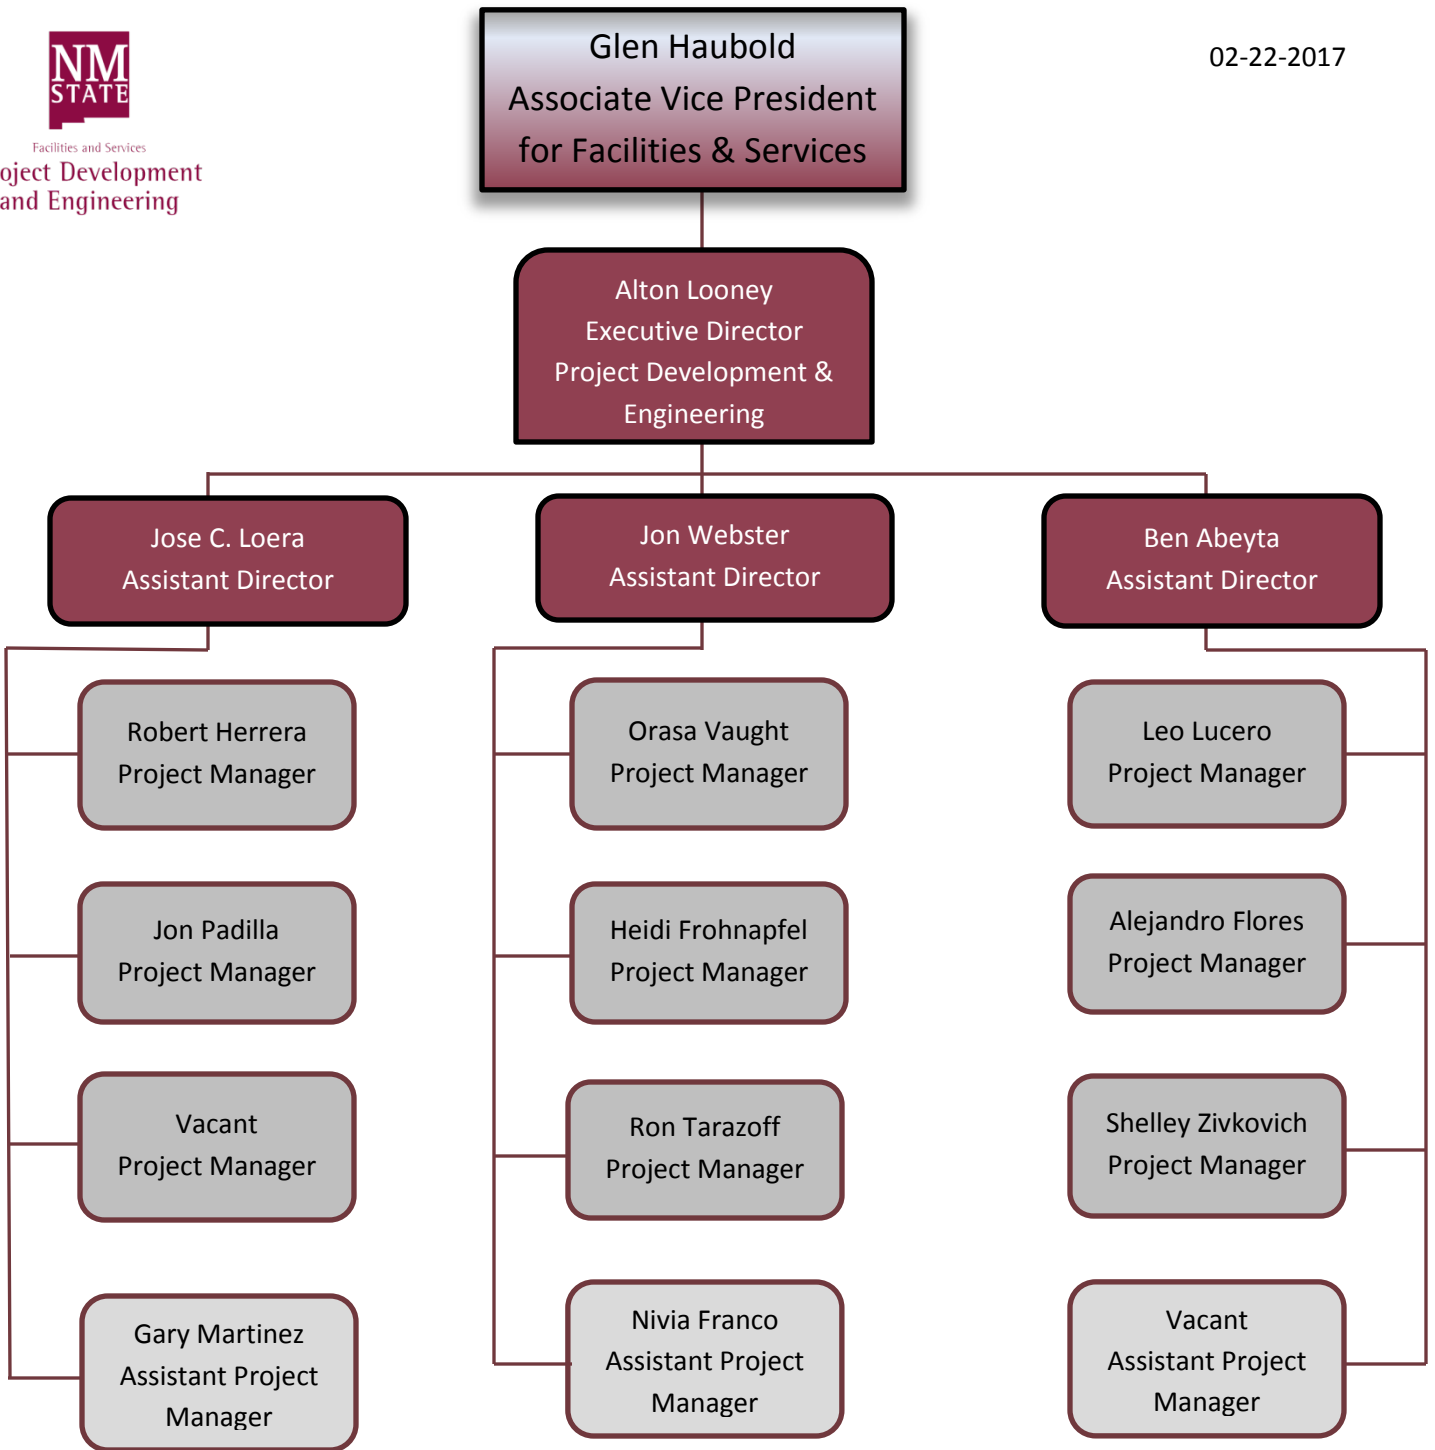 NM
STATE
Facilities and Services
oject Development
and Engineering
Glen Haubold
Associate Vice President
for Facilities & Services
02-22-2017
Alton Looney
Executive Director
Project Development &
Engineering
Jose C. Loera
Assistant Director
Jon Webster
Assistant Director
Ben Abeyta
Assistant Director
Robert Herrera
Project Manager
Orasa Vaught
Project Manager
Leo Lucero
Project Manager
Jon Padilla
Project Manager
Heidi Frohnapfel
Project Manager
Alejandro Flores
Project Manager
Vacant
Project Manager
Ron Tarazoff
Project Manager
Shelley Zivkovich
Project Manager
Gary Martinez
Assistant Project
Manager
Nivia Franco
Assistant Project
Manager
Vacant
Assistant Project
Manager